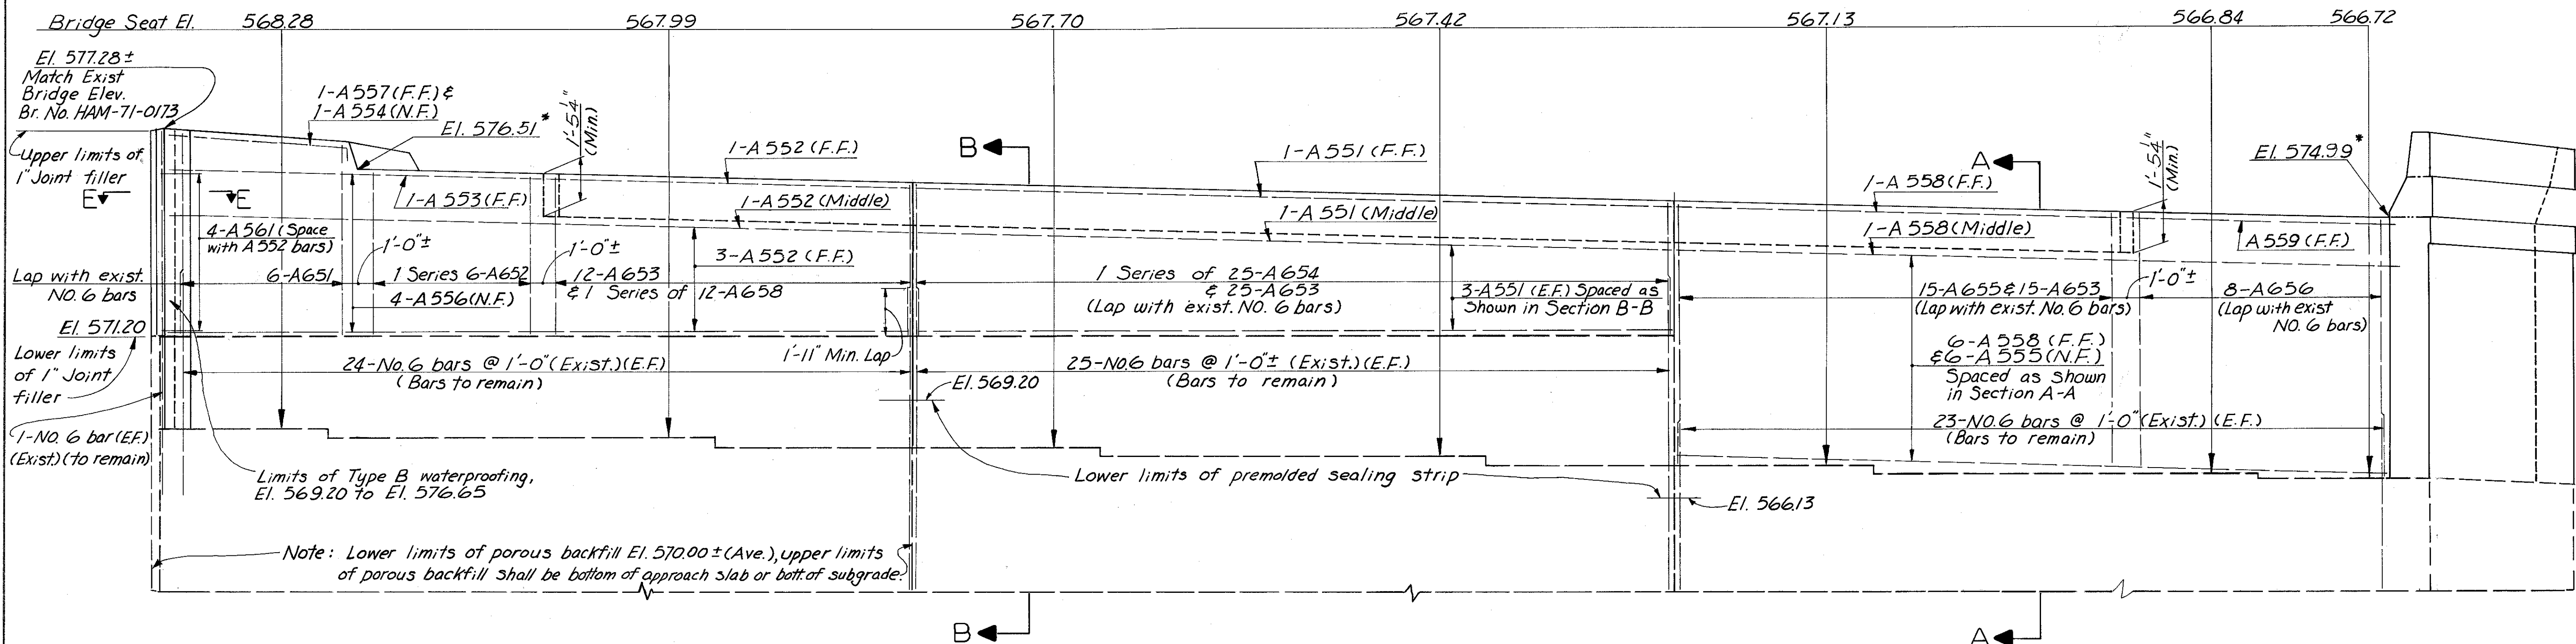 Bridge Seat El. 568.28 567.99 567.70 567.42 567.13 566.84 566.72
El. 577.28±
Match Exist
Bridge Elev.
Br. No. HAM-71-0173
Upper limits of
1" Joint filler
1-A557 (F.F.) &
1-A554 (N.F.)
El. 576.51*
1'-5¼"
(Min.)
1-A552 (F.F.)
B
1-A551 (F.F.)
A
1-A558 (F.F.)
1'-5¼"
(Min.)
El. 574.99*
E E
1-A553 (F.F.)
1-A552 (Middle)
1-A551 (Middle)
1-A558 (Middle)
A559 (F.F.)
4-A561 (Space
with A552 bars)
1'-0"±
1'-0"±
3-A552 (F.F.)
Lap with exist.
NO. 6 bars
6-A651
1 Series 6-A652
4-A556 (N.F.)
12-A653
& 1 Series of 12-A658
1 Series of 25-A654
& 25-A653
(Lap with exist. NO. 6 bars)
3-A551 (E.F.) Spaced as
Shown in Section B-B
15-A655 & 15-A653
(Lap with exist. No. 6 bars)
1'-0"±
8-A656
(Lap with exist
NO. 6 bars)
El. 571.20
Lower limits
of 1" Joint
filler
24-No. 6 bars @ 1'-0" (Exist.) (E.F.)
(Bars to remain)
1'-11" Min. Lap
25-No.6 bars @ 1'-0"± (Exist.) (E.F.)
(Bars to remain)
El. 569.20
6-A558 (F.F.)
& 6-A555 (N.F.)
Spaced as Shown
in Section A-A
23-NO. 6 bars @ 1'-0" (Exist.) (E.F.)
(Bars to remain)
1-NO. 6 bar (E.F.)
(Exist.) (to remain)
Limits of Type B waterproofing,
El. 569.20 to El. 576.65
Lower limits of premolded sealing strip
El. 566.13
Note: Lower limits of porous backfill El. 570.00± (Ave.), upper limits
of porous backfill shall be bottom of approach slab or bott. of subgrade.
B
A